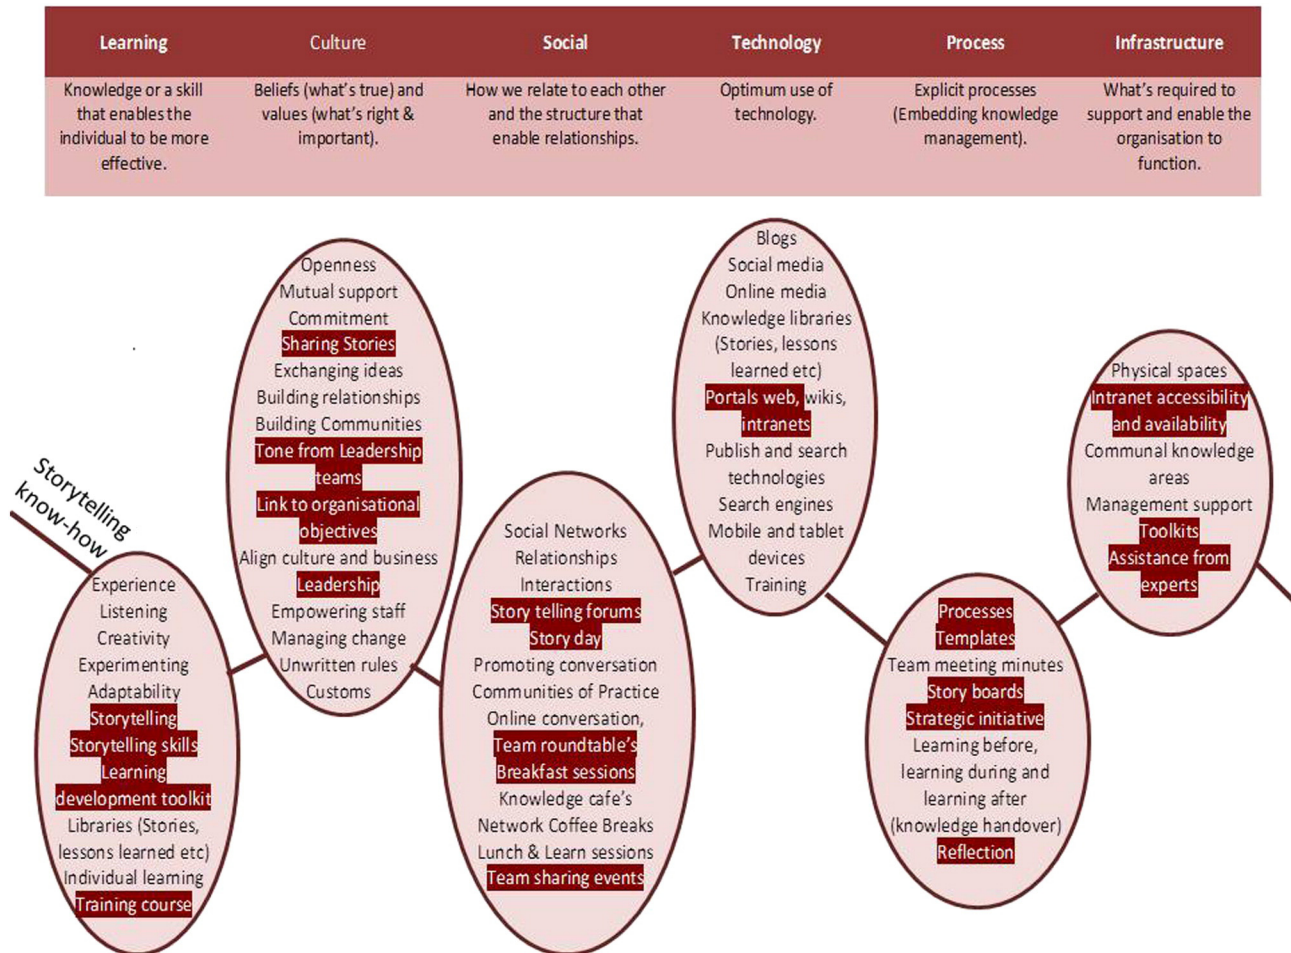 Learning
Culture
Social
Technology
Process
Infrastructure
Knowledge or a skill
that enables the
individual to be more
effective.
Beliefs (what's true) and
values (what's right &
important).
How we relate to each other
and the structure that
enable relationships.
Optimum use of
technology.
Explicit processes
(Embedding knowledge
management).
What's required to
support and enable the
organisation to
function.
Storytelling
know-how
Experience
Listening
Creativity
Experimenting
Adaptability
Storytelling
Storytelling skills
Learning
development toolkit
Libraries (Stories,
lessons learned etc)
Individual learning
Training course
Openness
Mutual support
Commitment
Sharing Stories
Exchanging ideas
Building relationships
Building Communities
Tone from Leadership
teams
Link to organisational
objectives
Align culture and business
Leadership
Empowering staff
Managing change
Unwritten rules
Customs
Social Networks
Relationships
Interactions
Story telling forums
Story day
Promoting conversation
Communities of Practice
Online conversation,
Team roundtable's
Breakfast sessions
Knowledge cafe's
Network Coffee Breaks
Lunch & Learn sessions
Team sharing events
Blogs
Social media
Online media
Knowledge libraries
(Stories, lessons
learned etc)
Portals web, wikis,
intranets
Publish and search
technologies
Search engines
Mobile and tablet
devices
Training
Processes
Templates
Team meeting minutes
Story boards
Strategic initiative
Learning before,
learning during and
learning after
(knowledge handover)
Reflection
Physical spaces
Intranet accessibility
and availability
Communal knowledge
areas
Management support
Toolkits
Assistance from
experts